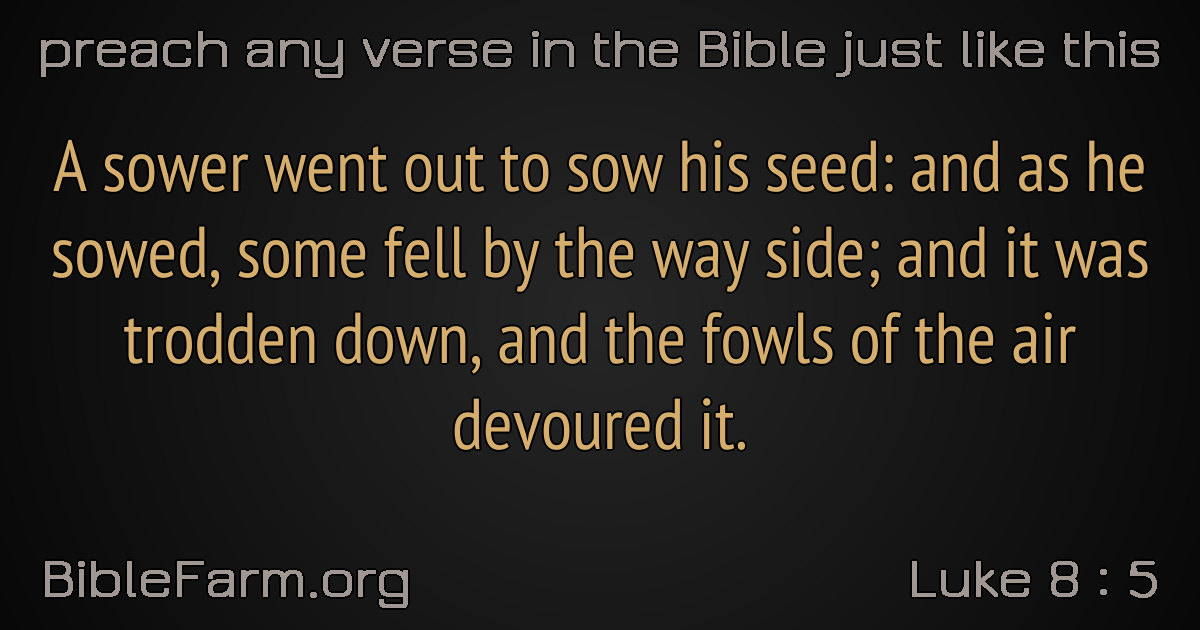 preach any verse in the Bible just like this
A sower went out to sow his seed: and as he
sowed, some fell by the way side; and it was
trodden down, and the fowls of the air
devoured it.
BibleFarm.org
Luke 8 : 5